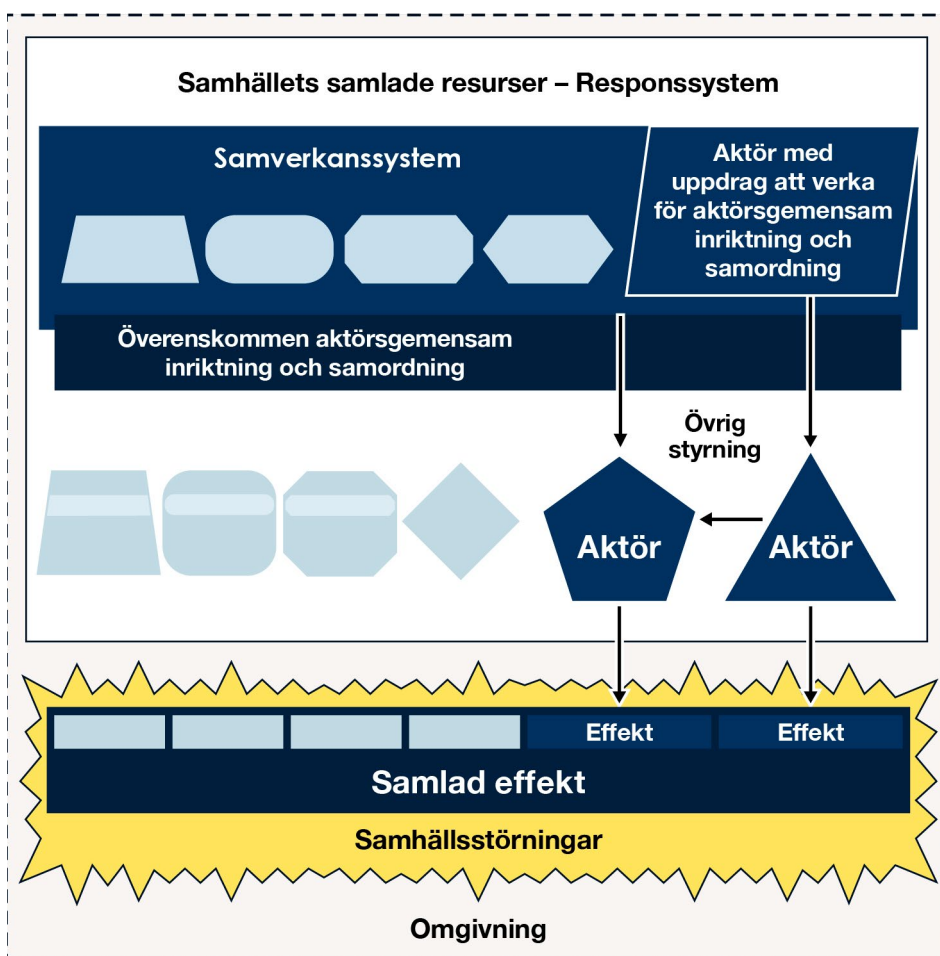 Samhällets samlade resurser – Responssystem
Samverkanssystem
Aktör med
uppdrag att verka
för aktörsgemensam
inriktning och
samordning
Överenskommen aktörsgemensam
inriktning och samordning
Övrig
styrning
Aktör
Aktör
Effekt
Effekt
Samlad effekt
Samhällsstörningar
Omgivning